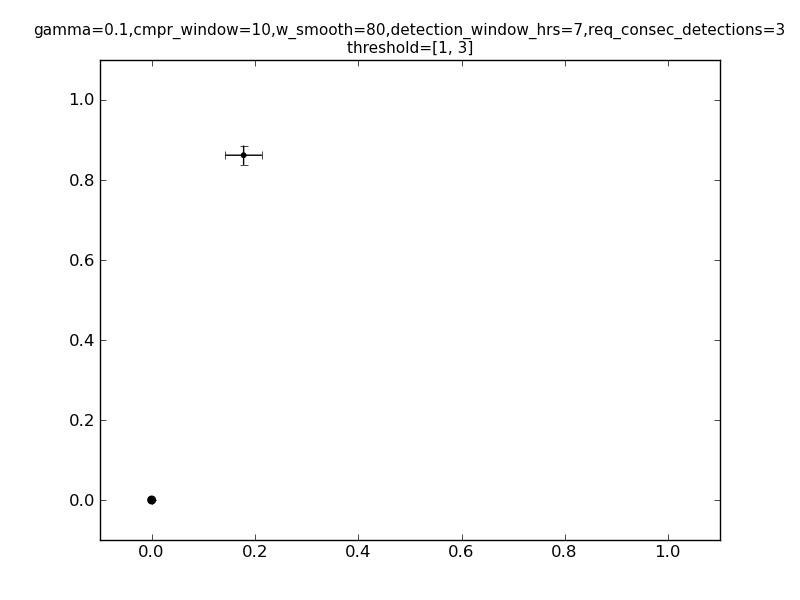 gamma=0.1,cmpr_window=10,w_smooth=80,detection_window_hrs=7,req_consec_detections=3
threshold=[1, 3]
1.0
0.8
0.6
0.4
0.2
0.0
0.0 0.2 0.4 0.6 0.8 1.0